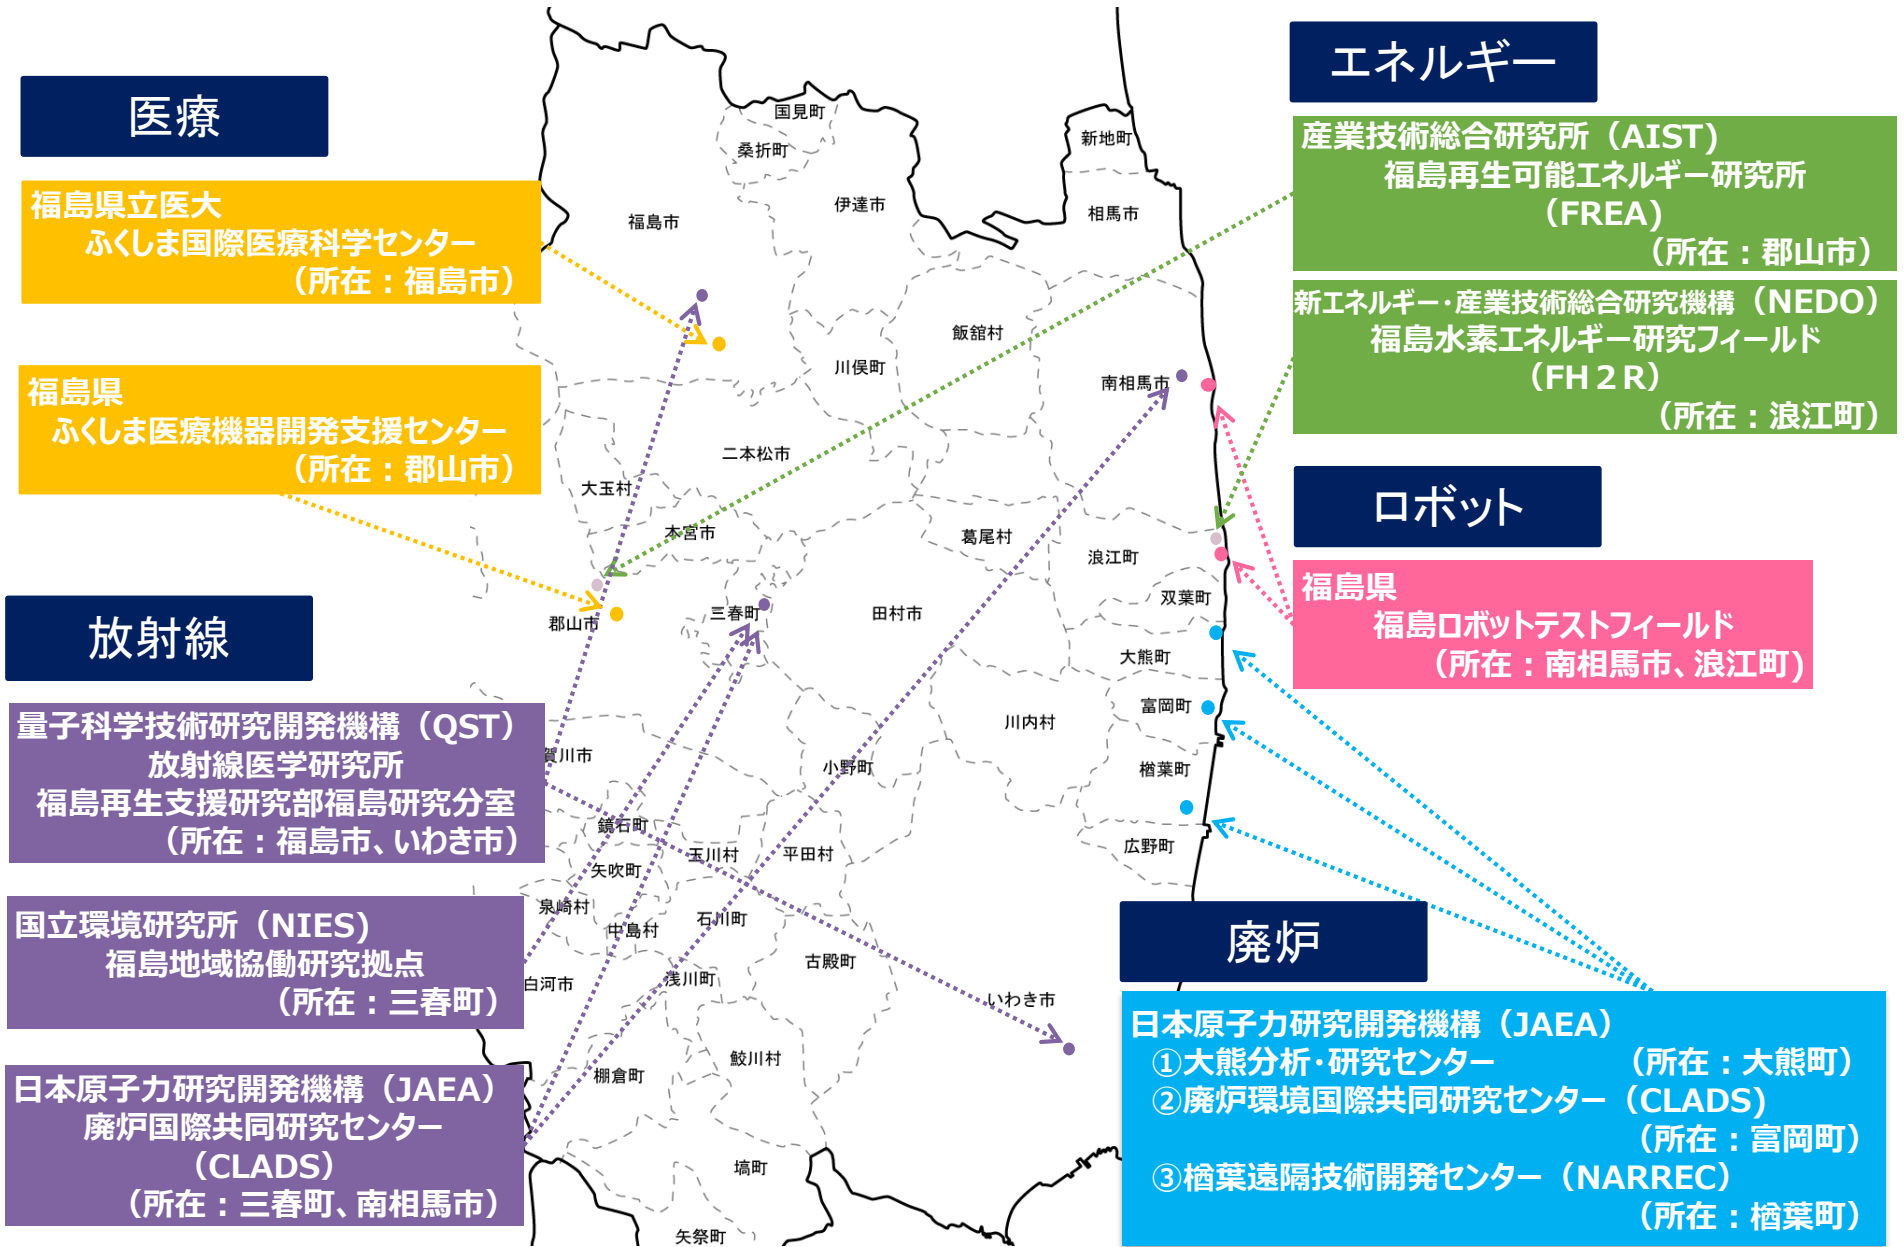 医療
福島県立医大
ふくしま国際医療科学センター
（所在：福島市）
福島県
ふくしま医療機器開発支援センター
（所在：郡山市）
放射線
量子科学技術研究開発機構（QST）
放射線医学研究所
福島再生支援研究部福島研究分室
（所在：福島市、いわき市）
国立環境研究所（NIES)
福島地域協働研究拠点
（所在：三春町）
日本原子力研究開発機構（JAEA）
廃炉国際共同研究センター
（CLADS）
（所在：三春町、南相馬市）
エネルギー
産業技術総合研究所（AIST)
福島再生可能エネルギー研究所
（FREA)
（所在：郡山市）
新エネルギー・産業技術総合研究機構（NEDO）
福島水素エネルギー研究フィールド
（FH２R）
（所在：浪江町）
ロボット
福島県
福島ロボットテストフィールド
（所在：南相馬市、浪江町)
廃炉
日本原子力研究開発機構（JAEA）
①大熊分析・研究センター （所在：大熊町）
②廃炉環境国際共同研究センター（CLADS)
（所在：富岡町）
③楢葉遠隔技術開発センター（NARREC）
（所在：楢葉町）
国見町
桑折町
新地町
伊達市
相馬市
福島市
飯舘村
川俣町
南相馬市
二本松市
大玉村
本宮市
葛尾村
浪江町
双葉町
三春町
田村市
郡山市
大熊町
富岡町
川内村
賀川市
小野町
楢葉町
鏡石町
玉川村
平田村
広野町
矢吹町
泉崎村
石川町
中島村
古殿町
白河市
浅川町
いわき市
鮫川村
棚倉町
塙町
矢祭町